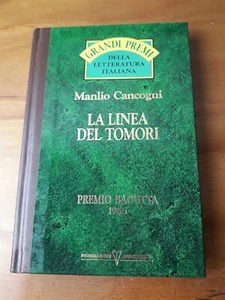 GRANDI PREMI
DELLA
LETTERATURA
ITALIANA
Manlio Cancogni
LA LINEA
DEL TOMORI
PREMIO BAGUTTA